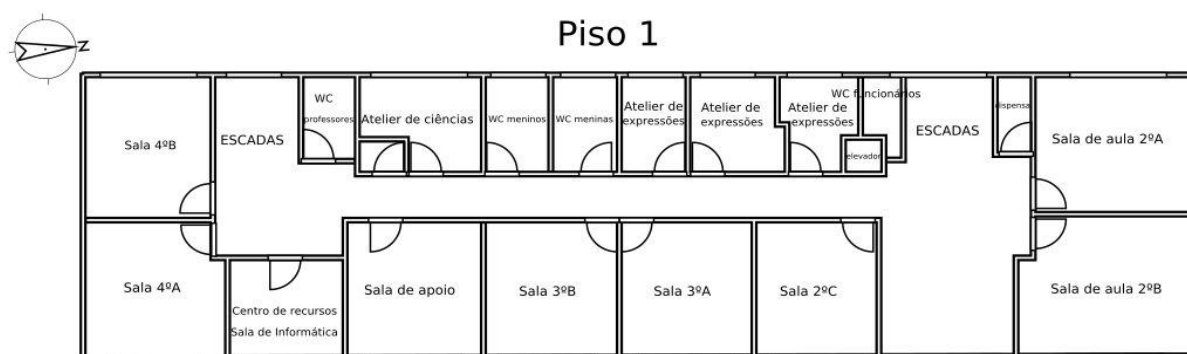 Piso 1
N
WC
professores
Atelier de ciências
WC meninos
WC meninas
Atelier de
expressões
Atelier de
expressões
Atelier de
expressões
WC funcionários
elevador
ESCADAS
dispensa
Sala de aula 2ºA
Sala 4ºB
ESCADAS
Sala 4ºA
Centro de recursos
Sala de Informática
Sala de apoio
Sala 3ºB
Sala 3ºA
Sala 2ºC
Sala de aula 2ºB